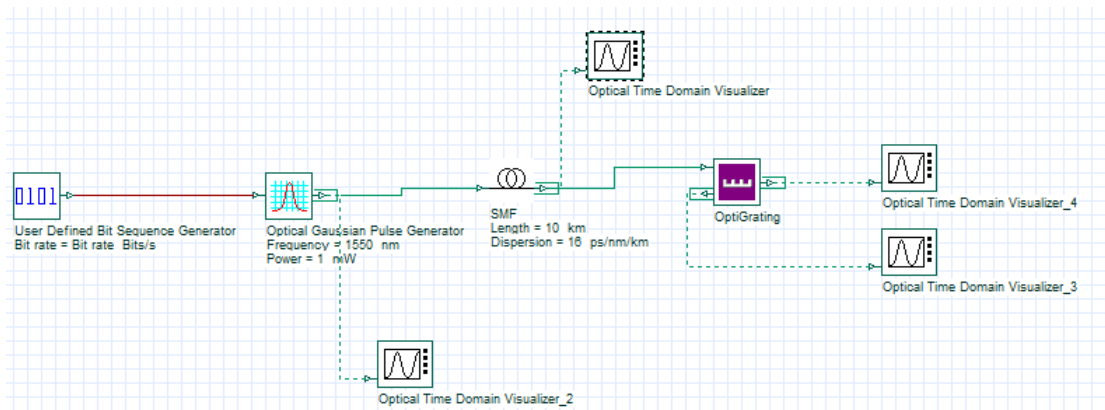 Optical Time Domain Visualizer
0101
User Defined Bit Sequence Generator
Bit rate = Bit rate Bits/s
Optical Gaussian Pulse Generator
Frequency = 1550 nm
Power = 1 mW
SMF
Length = 10 km
Dispersion = 16 ps/nm/km
OptiGrating
Optical Time Domain Visualizer_4
Optical Time Domain Visualizer_3
Optical Time Domain Visualizer_2